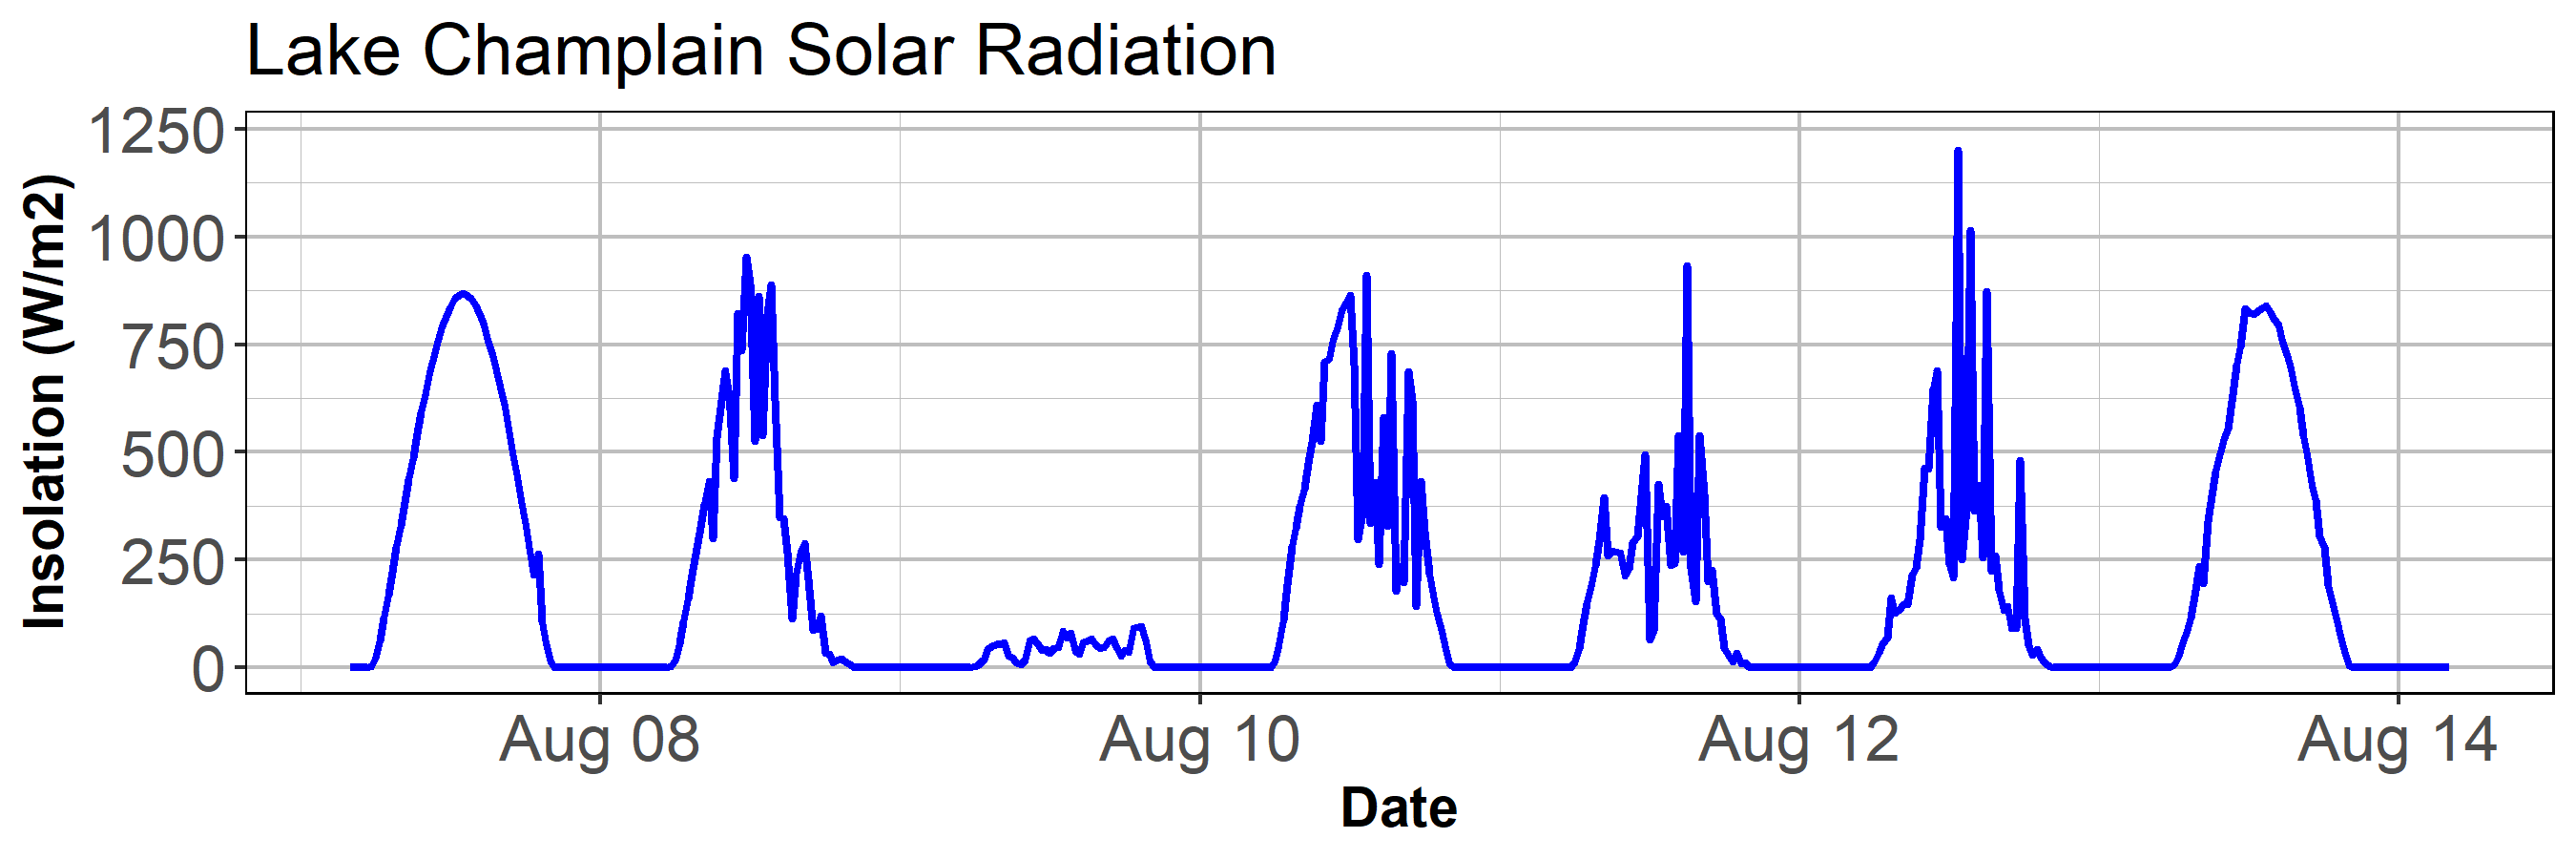 Lake Champlain Solar Radiation
Insolation (W/m2)
1250
1000
750
500
250
0
Aug 08
Aug 10
Aug 12
Aug 14
Date